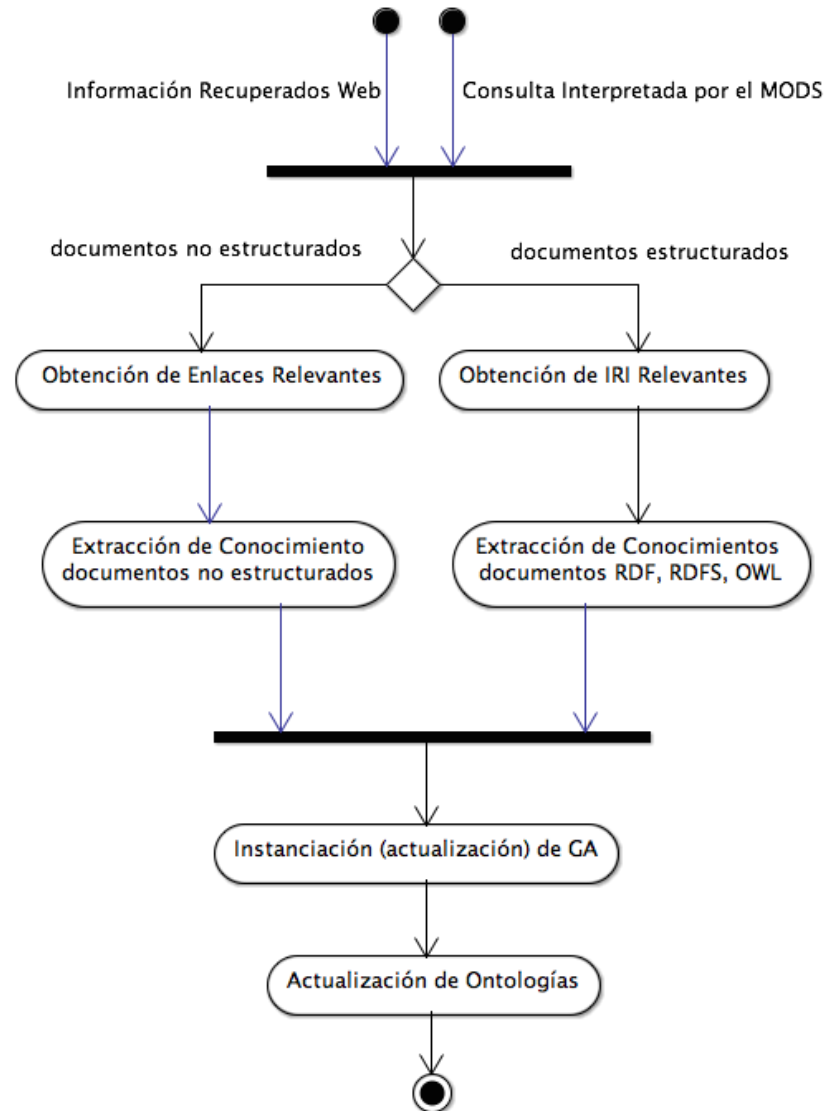 Información Recuperados Web
Consulta Interpretada por el MODS
documentos no estructurados
documentos estructurados
Obtención de Enlaces Relevantes
Obtención de IRI Relevantes
Extracción de Conocimiento
documentos no estructurados
Extracción de Conocimientos
documentos RDF, RDFS, OWL
Instanciación (actualización) de GA
Actualización de Ontologías